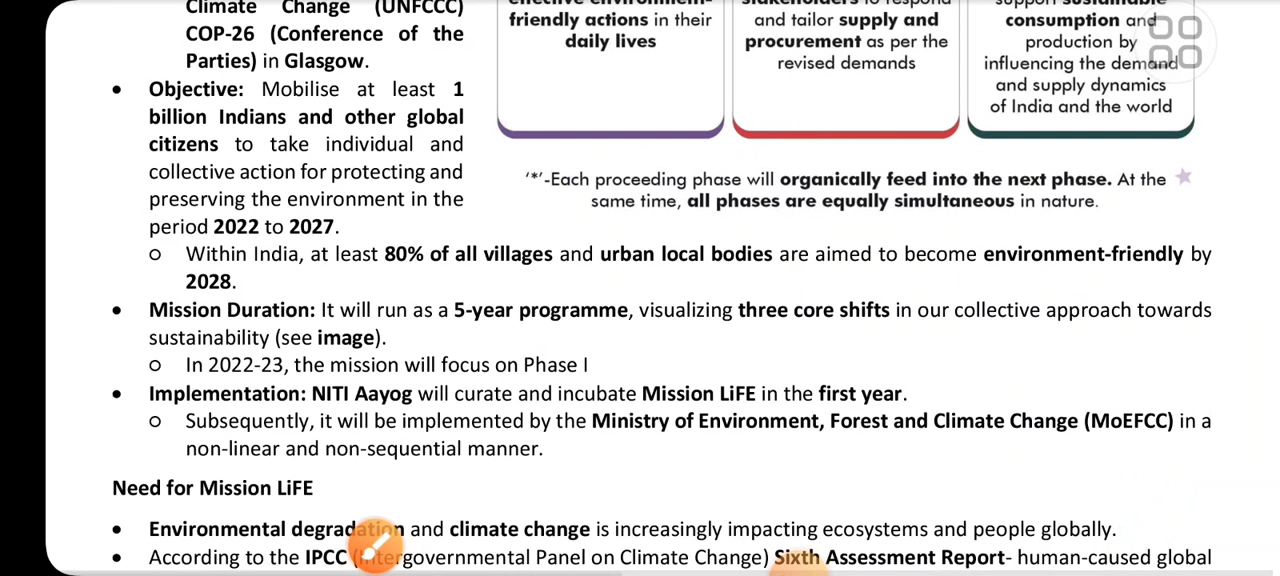 Climate Change (UNFCCC)
COP-26 (Conference of the
Parties) in Glasgow.
• Objective: Mobilise at least 1
billion Indians and other global
citizens to take individual and
collective action for protecting and
preserving the environment in the
period 2022 to 2027.
friendly actions in their
daily lives
and tailor supply and
procurement as per the
revised demands
consumption and
production by
influencing the demand
and supply dynamics
of India and the world
'*'-Each proceeding phase will organically feed into the next phase. At the
same time, all phases are equally simultaneous in nature.
o Within India, at least 80% of all villages and urban local bodies are aimed to become environment-friendly by
2028.
• Mission Duration: It will run as a 5-year programme, visualizing three core shifts in our collective approach towards
sustainability (see image).
o In 2022-23, the mission will focus on Phase I
• Implementation: NITI Aayog will curate and incubate Mission LiFE in the first year.
o Subsequently, it will be implemented by the Ministry of Environment, Forest and Climate Change (MoEFCC) in a
non-linear and non-sequential manner.
Need for Mission LiFE
• Environmental degradation and climate change is increasingly impacting ecosystems and people globally.
• According to the IPCC (Intergovernmental Panel on Climate Change) Sixth Assessment Report- human-caused global